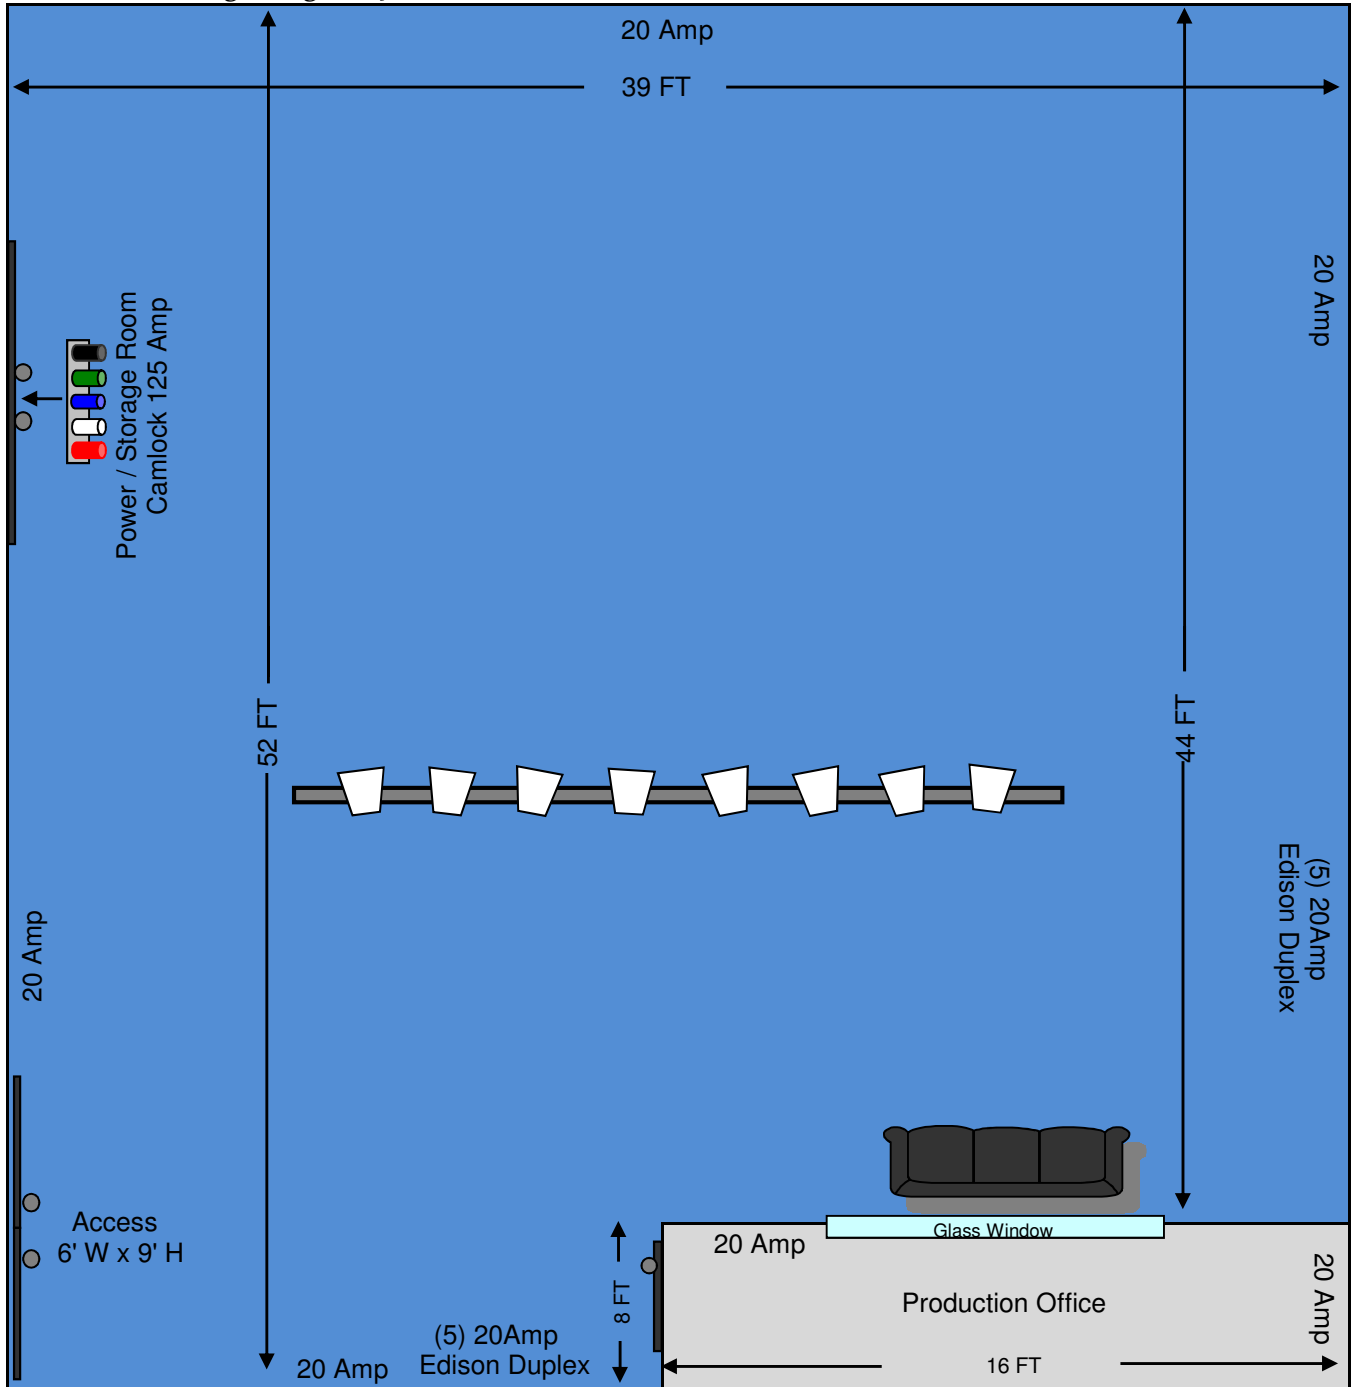 20 Amp
39 FT
20 Amp
Power / Storage Room
Camlock 125 Amp
52 FT
44 FT
(5) 20Amp
Edison Duplex
20 Amp
Access
6' W x 9' H
Glass Window
20 Amp
8 FT
Production Office
20 Amp
(5) 20Amp
Edison Duplex
20 Amp
16 FT